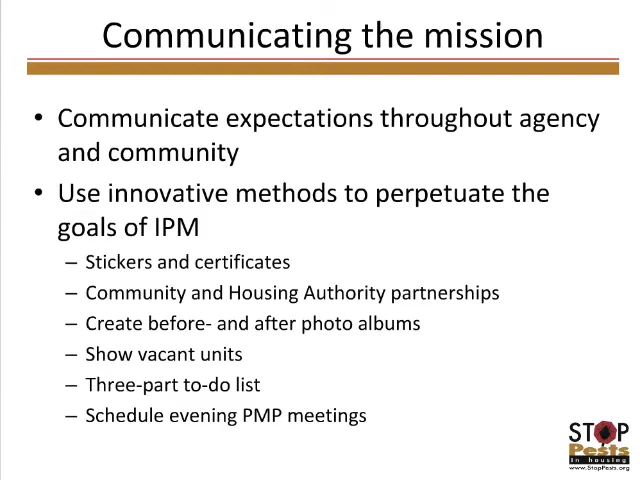 Communicating the mission
• Communicate expectations throughout agency
and community
• Use innovative methods to perpetuate the
goals of IPM
– Stickers and certificates
– Community and Housing Authority partnerships
– Create before- and after photo albums
– Show vacant units
– Three-part to-do list
– Schedule evening PMP meetings
STOP
Pests
in housing
www.StopPests.org